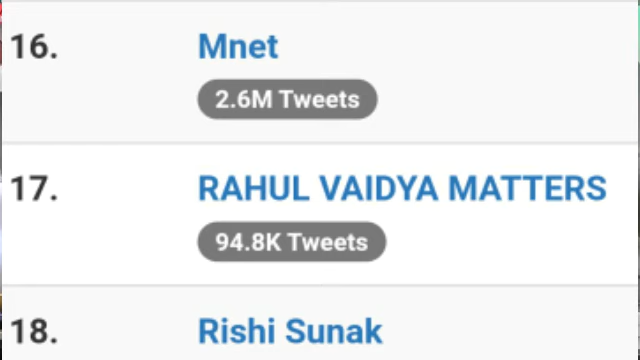 16. Mnet
2.6M Tweets
17. RAHUL VAIDYA MATTERS
94.8K Tweets
18. Rishi Sunak